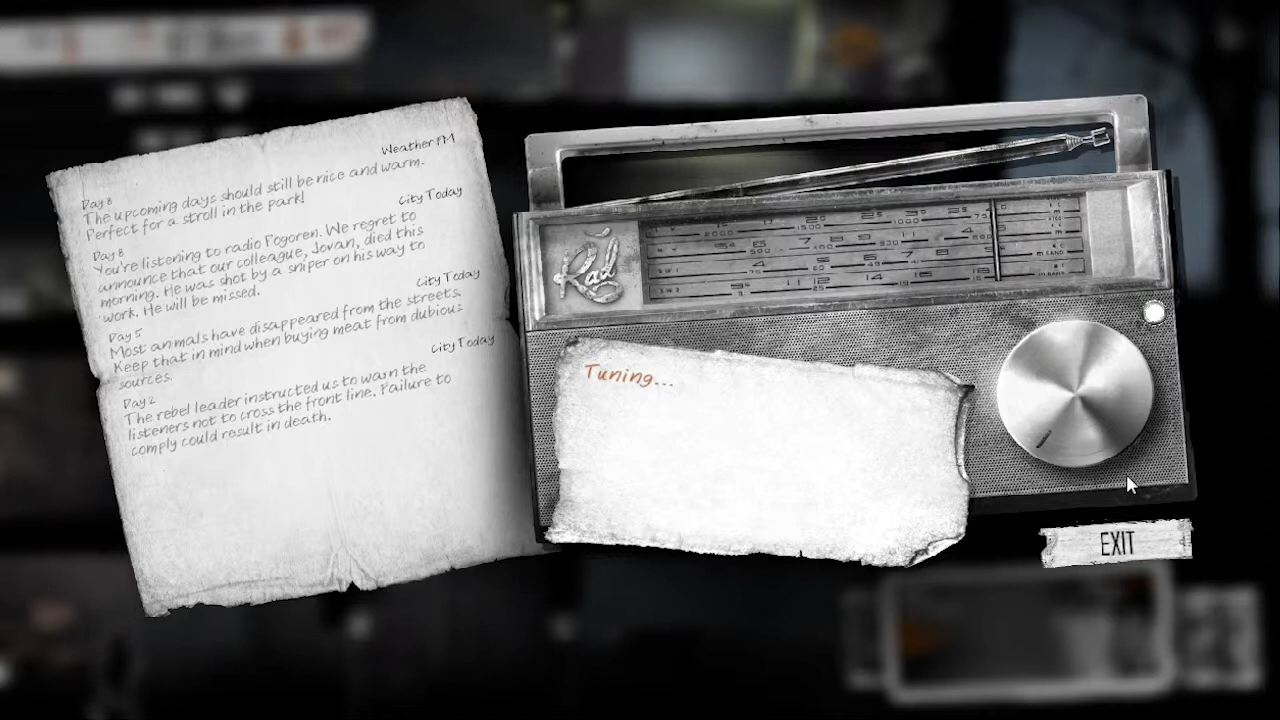 Weather FM
Day 8
The upcoming days should still be nice and warm.
Perfect for a stroll in the park!
City Today
Day 8
You're listening to radio Pogoren. We regret to
announce that our colleague, Jovan, died this
morning. He was shot by a sniper on his way to
work. He will be missed.
City Today
Day 5
Most animals have disappeared from the streets.
Keep that in mind when buying meat from dubious
sources.
City Today
Day 2
The rebel leader instructed us to warn the
listeners not to cross the front line. Failure to
comply could result in death.
Rad
Tuning...
EXIT